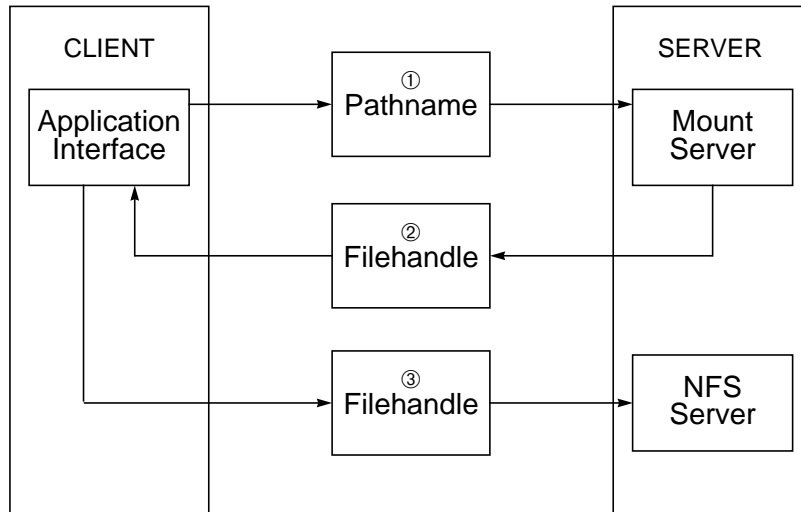 CLIENT
SERVER
Application
Interface
①
Pathname
Mount
Server
②
Filehandle
③
Filehandle
NFS
Server